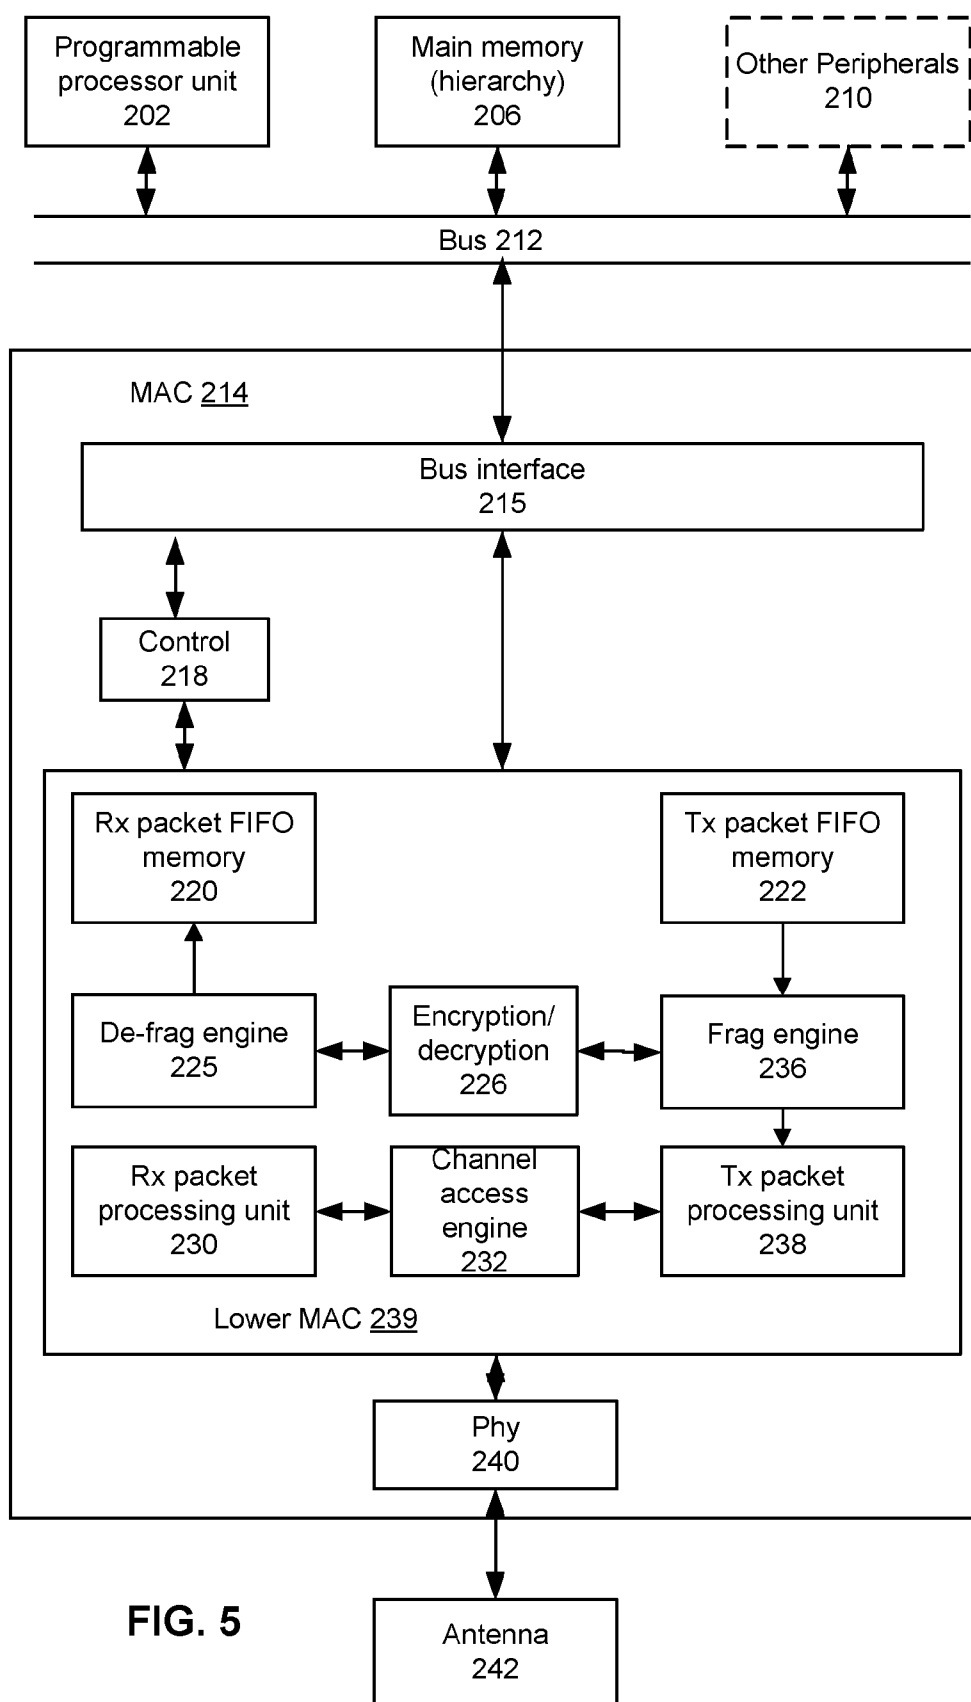 Programmable
processor unit
202
Main memory
(hierarchy)
206
Other Peripherals
210
Bus 212
MAC 214
Bus interface
215
Control
218
Rx packet FIFO
memory
220
Tx packet FIFO
memory
222
De-frag engine
225
Encryption/
decryption
226
Frag engine
236
Rx packet
processing unit
230
Channel
access
engine
232
Tx packet
processing unit
238
Lower MAC 239
Phy
240
FIG. 5
Antenna
242